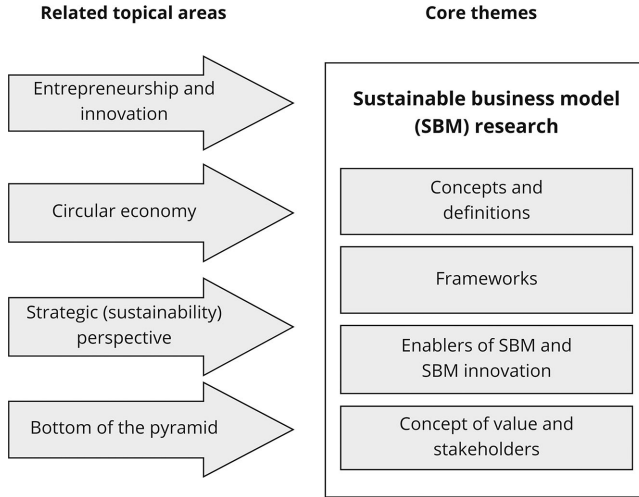 Related topical areas
Entrepreneurship and
innovation
Circular economy
Strategic (sustainability)
perspective
Bottom of the pyramid
Core themes
Sustainable business model
(SBM) research
Concepts and
definitions
Frameworks
Enablers of SBM and
SBM innovation
Concept of value and
stakeholders